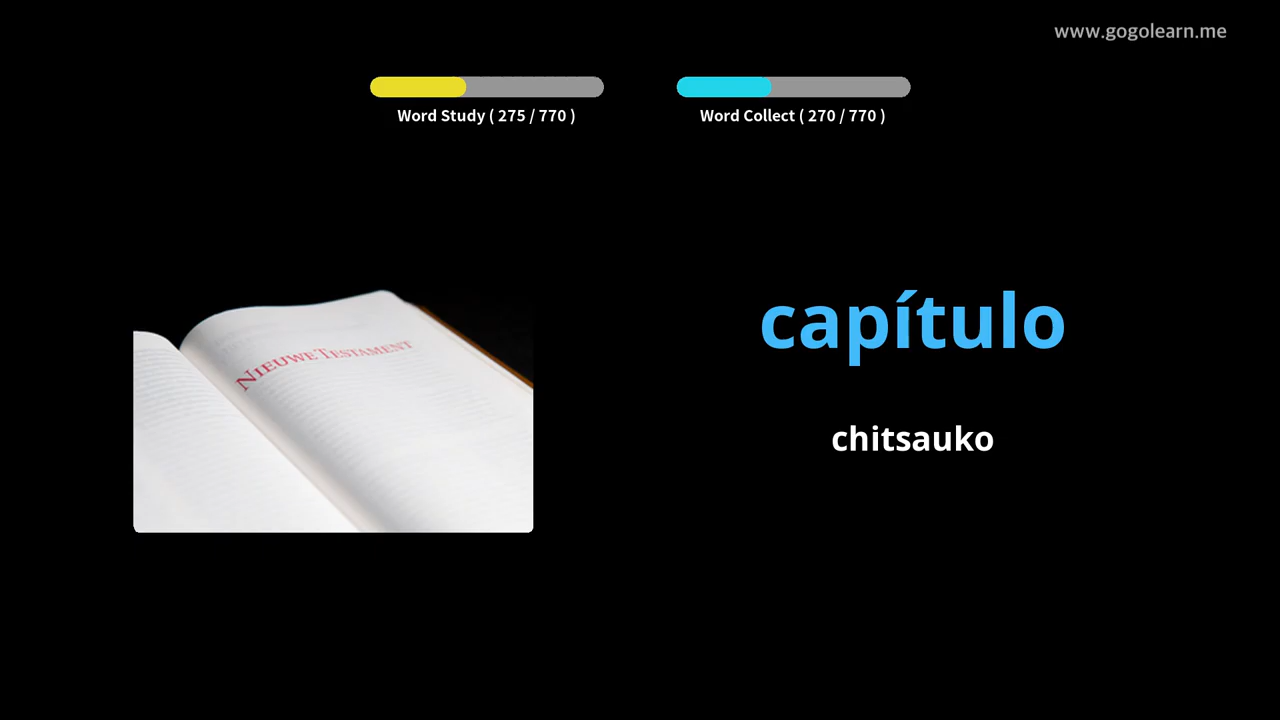 www.gogolearn.me
Word Study ( 275 / 770 )
Word Collect ( 270 / 770 )
NIEUWE TESTAMENT
capítulo
chitsauko